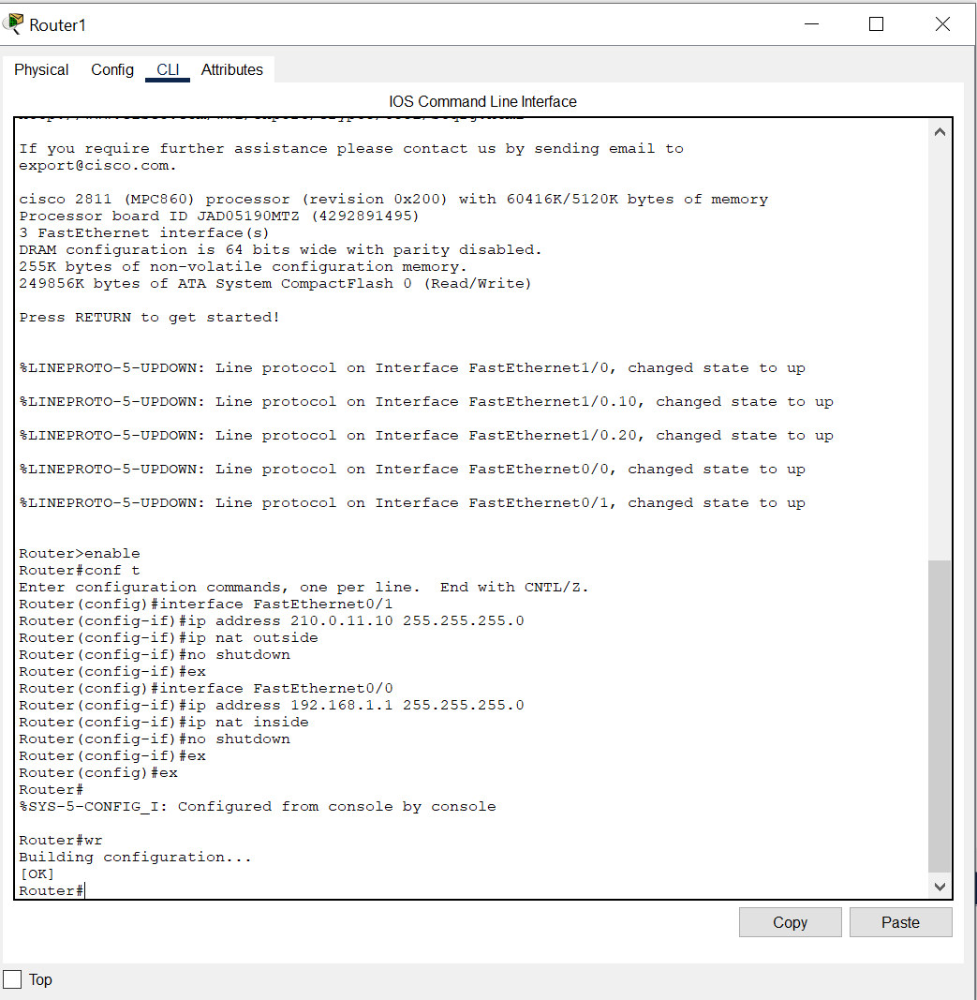 Router1
Physical Config CLI Attributes
IOS Command Line Interface
If you require further assistance please contact us by sending email to
export@cisco.com.
cisco 2811 (MPC860) processor (revision 0x200) with 60416K/5120K bytes of memory
Processor board ID JAD05190MTZ (4292891495)
3 FastEthernet interface(s)
DRAM configuration is 64 bits wide with parity disabled.
255K bytes of non-volatile configuration memory.
249856K bytes of ATA System CompactFlash 0 (Read/Write)
Press RETURN to get started!
%LINEPROTO-5-UPDOWN: Line protocol on Interface FastEthernet1/0, changed state to up
%LINEPROTO-5-UPDOWN: Line protocol on Interface FastEthernet1/0.10, changed state to up
%LINEPROTO-5-UPDOWN: Line protocol on Interface FastEthernet1/0.20, changed state to up
%LINEPROTO-5-UPDOWN: Line protocol on Interface FastEthernet0/0, changed state to up
%LINEPROTO-5-UPDOWN: Line protocol on Interface FastEthernet0/1, changed state to up
Router>enable
Router#conf t
Enter configuration commands, one per line.  End with CNTL/Z.
Router(config)#interface FastEthernet0/1
Router(config-if)#ip address 210.0.11.10 255.255.255.0
Router(config-if)#ip nat outside
Router(config-if)#no shutdown
Router(config-if)#ex
Router(config)#interface FastEthernet0/0
Router(config-if)#ip address 192.168.1.1 255.255.255.0
Router(config-if)#ip nat inside
Router(config-if)#no shutdown
Router(config-if)#ex
Router(config)#ex
Router#
%SYS-5-CONFIG_I: Configured from console by console
Router#wr
Building configuration...
[OK]
Router#
Copy Paste
Top